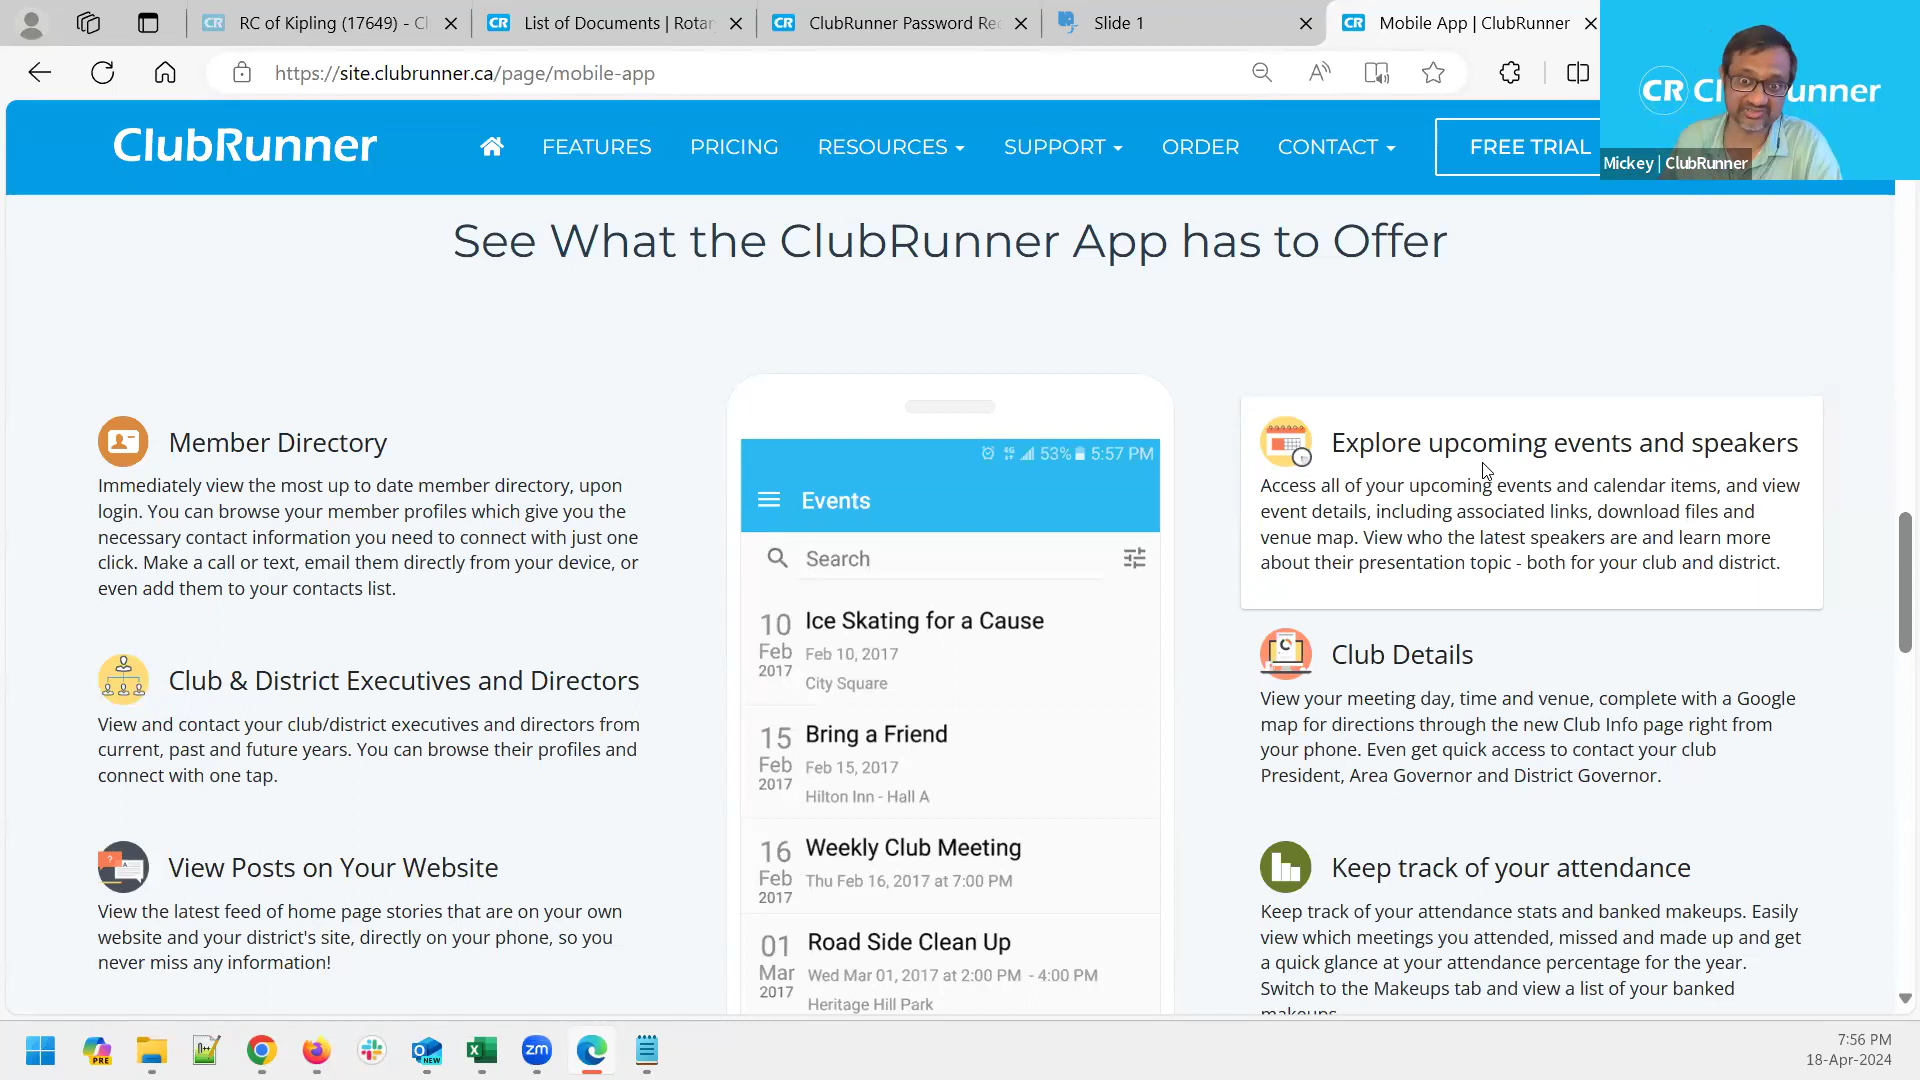 RC of Kipling (17649) - Cl
List of Documents | Rotar
ClubRunner Password Rec
Slide 1
Mobile App | ClubRunner
https://site.clubrunner.ca/page/mobile-app
ClubRunner
FEATURES
PRICING
RESOURCES
SUPPORT
ORDER
CONTACT
FREE TRIAL
CR Cl unner
Mickey | ClubRunner
See What the ClubRunner App has to Offer
Member Directory
Immediately view the most up to date member directory, upon
login. You can browse your member profiles which give you the
necessary contact information you need to connect with just one
click. Make a call or text, email them directly from your device, or
even add them to your contacts list.
Club & District Executives and Directors
View and contact your club/district executives and directors from
current, past and future years. You can browse their profiles and
connect with one tap.
View Posts on Your Website
View the latest feed of home page stories that are on your own
website and your district's site, directly on your phone, so you
never miss any information!
53% 5:57 PM
Events
Search
10 Feb 2017
Ice Skating for a Cause
Feb 10, 2017
City Square
15 Feb 2017
Bring a Friend
Feb 15, 2017
Hilton Inn - Hall A
16 Feb 2017
Weekly Club Meeting
Thu Feb 16, 2017 at 7:00 PM
01 Mar 2017
Road Side Clean Up
Wed Mar 01, 2017 at 2:00 PM - 4:00 PM
Heritage Hill Park
Explore upcoming events and speakers
Access all of your upcoming events and calendar items, and view
event details, including associated links, download files and
venue map. View who the latest speakers are and learn more
about their presentation topic - both for your club and district.
Club Details
View your meeting day, time and venue, complete with a Google
map for directions through the new Club Info page right from
your phone. Even get quick access to contact your club
President, Area Governor and District Governor.
Keep track of your attendance
Keep track of your attendance stats and banked makeups. Easily
view which meetings you attended, missed and made up and get
a quick glance at your attendance percentage for the year.
Switch to the Makeups tab and view a list of your banked
makeups.
7:56 PM
18-Apr-2024